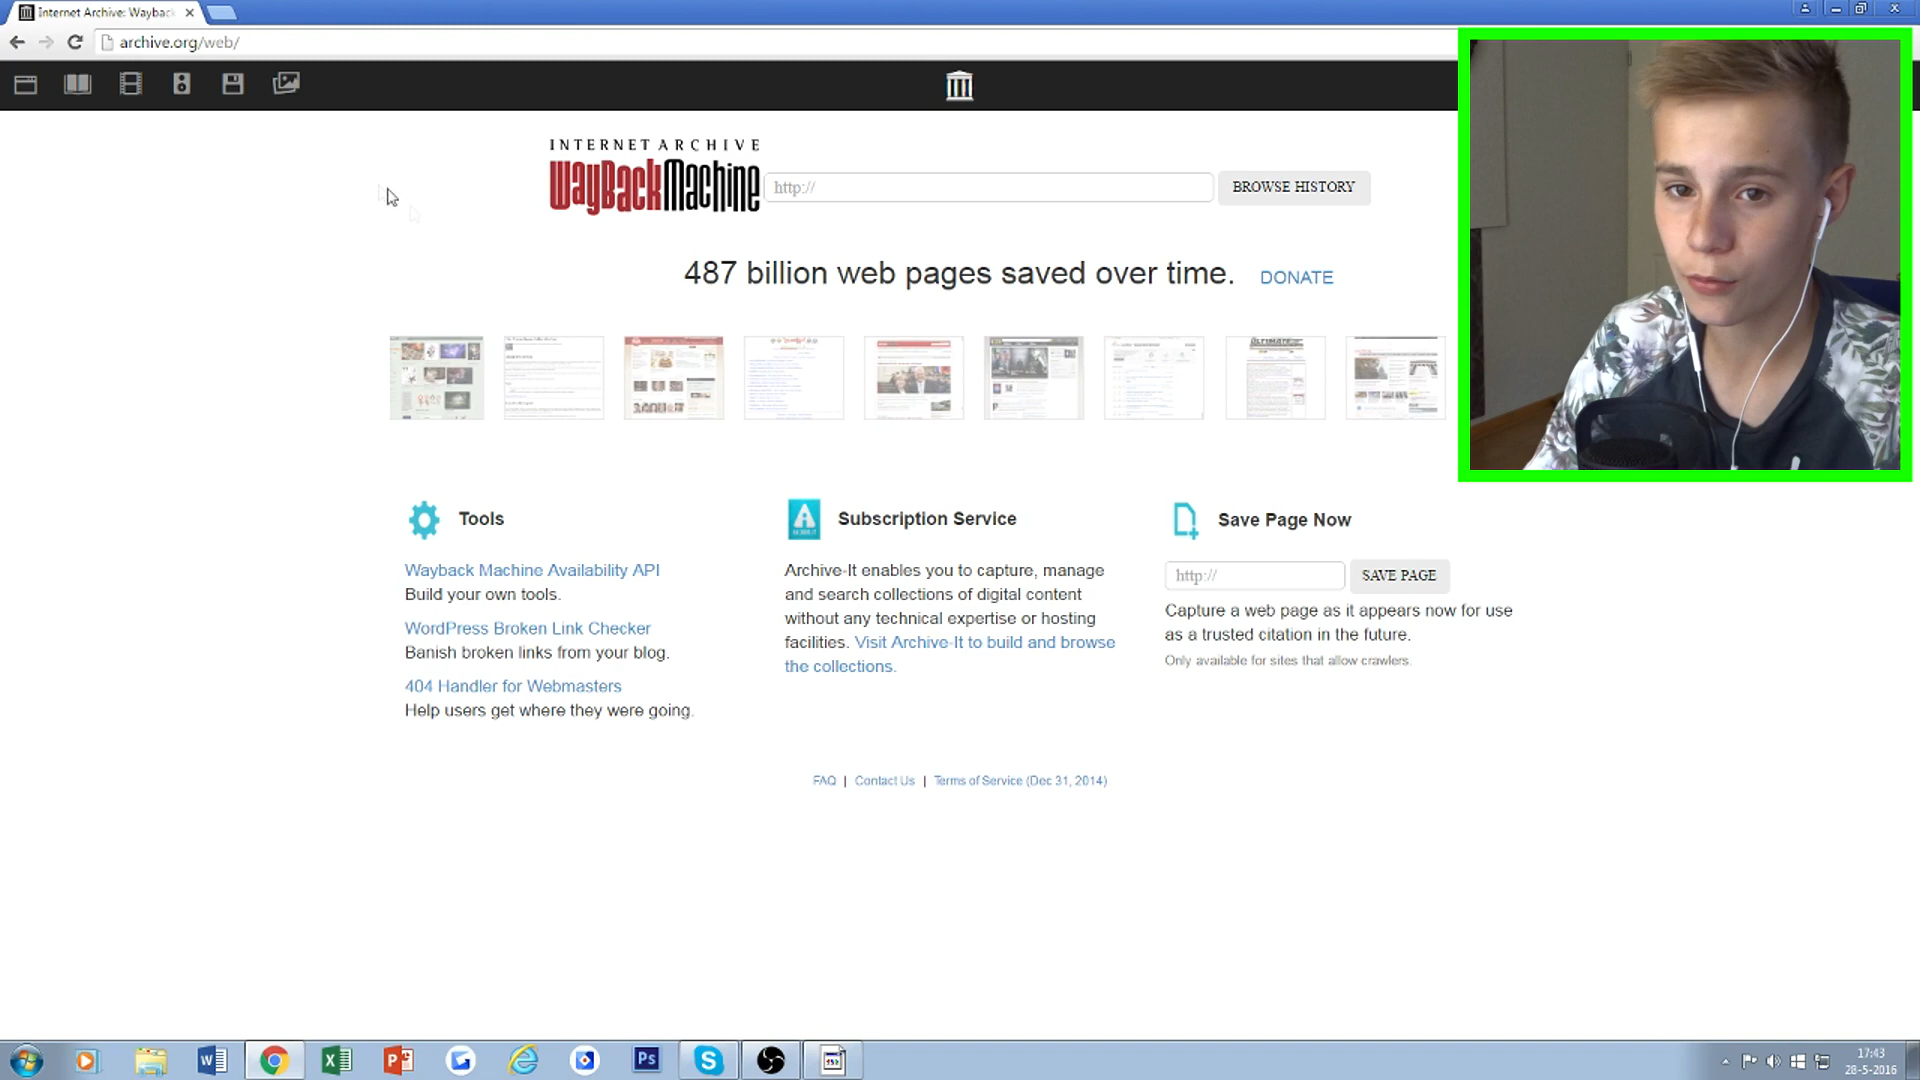 Internet Archive: Wayback
archive.org/web/
INTERNET ARCHIVE
WayBackMachine
http://
BROWSE HISTORY
487 billion web pages saved over time.
DONATE
Tools
Wayback Machine Availability API
Build your own tools.
WordPress Broken Link Checker
Banish broken links from your blog.
404 Handler for Webmasters
Help users get where they were going.
Subscription Service
Archive-It enables you to capture, manage
and search collections of digital content
without any technical expertise or hosting
facilities. Visit Archive-It to build and browse
the collections.
Save Page Now
http://
SAVE PAGE
Capture a web page as it appears now for use
as a trusted citation in the future.
Only available for sites that allow crawlers.
FAQ | Contact Us | Terms of Service (Dec 31, 2014)
Ps
17:43
28-5-2016